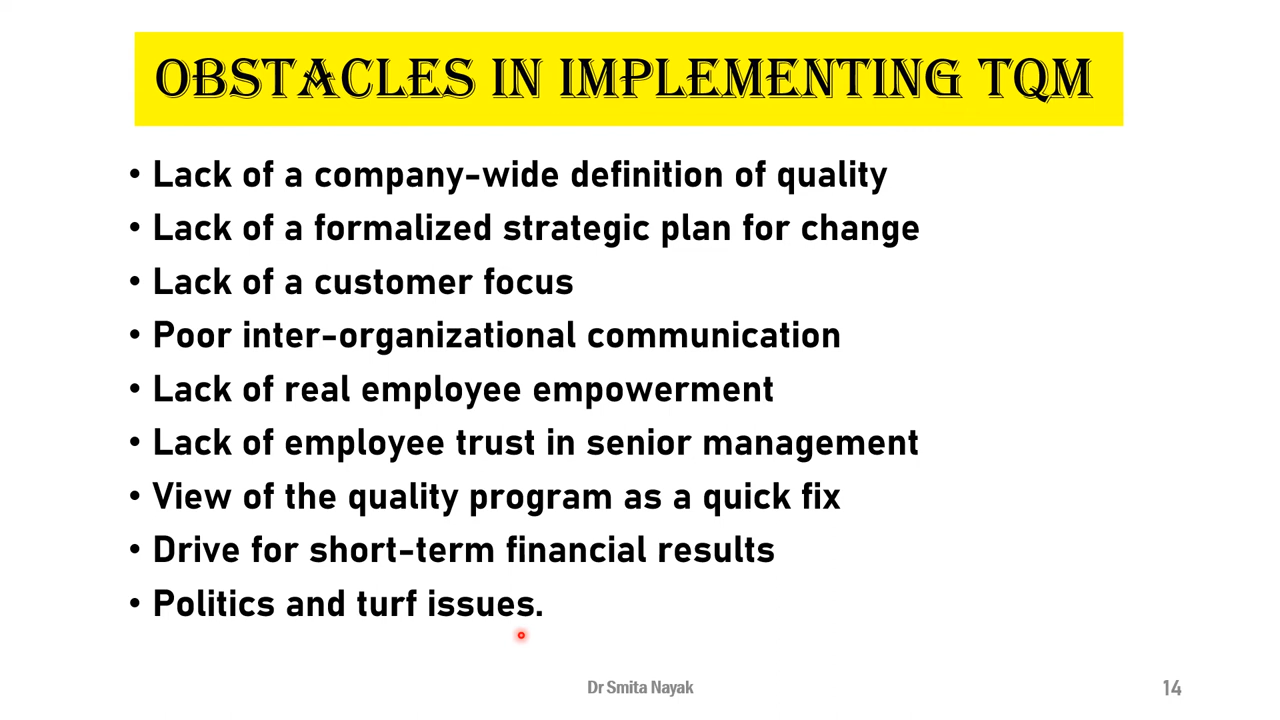 OBSTACLES IN IMPLEMENTING TQM
• Lack of a company-wide definition of quality
• Lack of a formalized strategic plan for change
• Lack of a customer focus
• Poor inter-organizational communication
• Lack of real employee empowerment
• Lack of employee trust in senior management
• View of the quality program as a quick fix
• Drive for short-term financial results
• Politics and turf issues.
Dr Smita Nayak
14